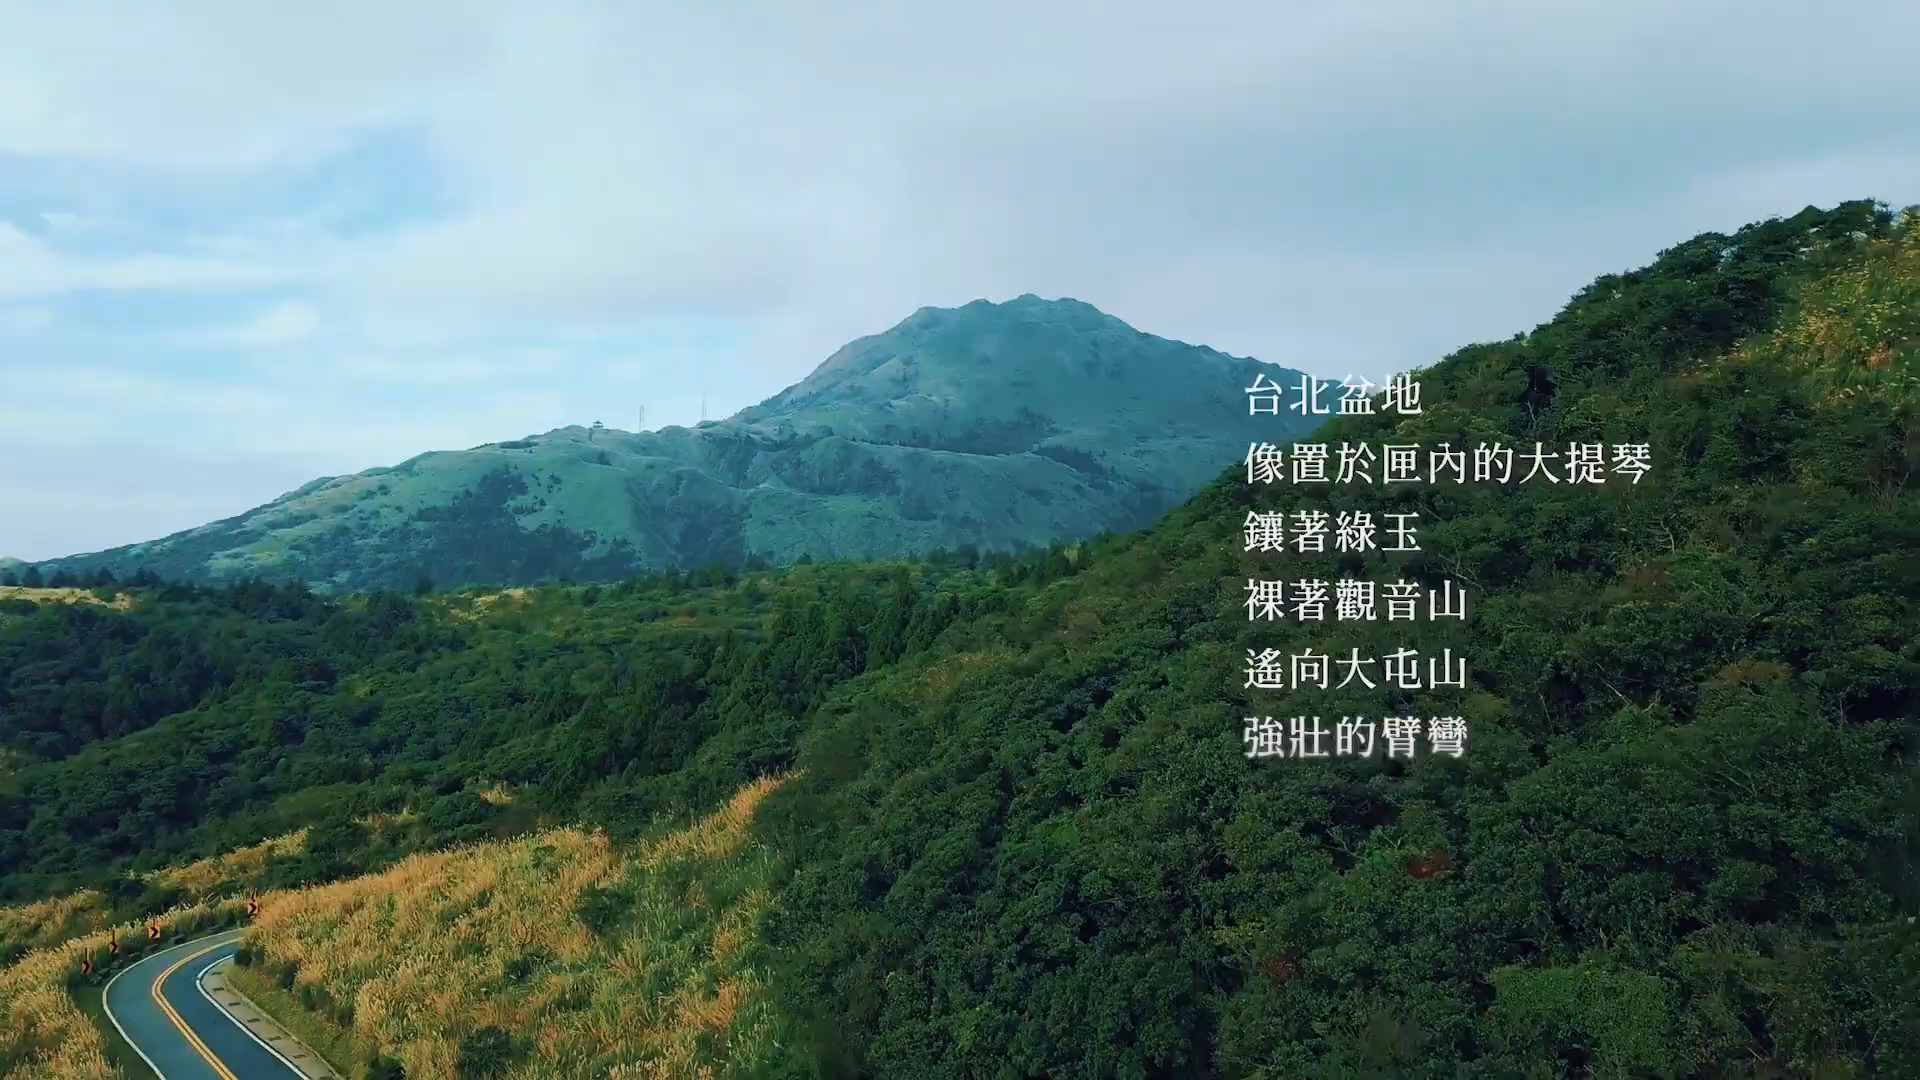 台北盆地
像置於匣內的大提琴
鑲著綠玉
裸著觀音山
遙向大屯山
強壯的臂彎